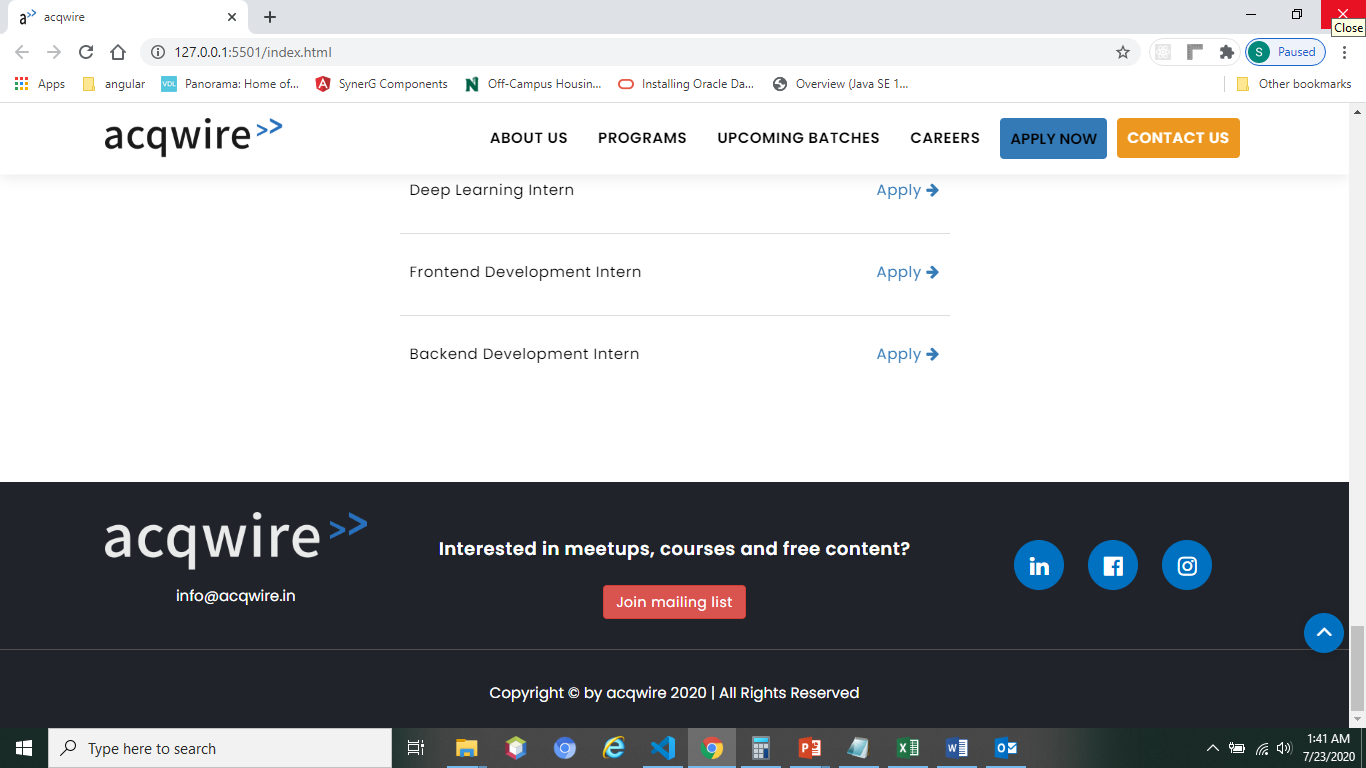 acqwire
Close
127.0.0.1:5501/index.html
S Paused
Apps angular VDL Panorama: Home of... SynerG Components Off-Campus Housin... Installing Oracle Da... Overview (Java SE 1... Other bookmarks
acqwire>> ABOUT US PROGRAMS UPCOMING BATCHES CAREERS APPLY NOW CONTACT US
Deep Learning Intern Apply
Frontend Development Intern Apply
Backend Development Intern Apply
acqwire>>
info@acqwire.in
Interested in meetups, courses and free content?
Join mailing list
Copyright © by acqwire 2020 | All Rights Reserved
Type here to search
1:41 AM
7/23/2020